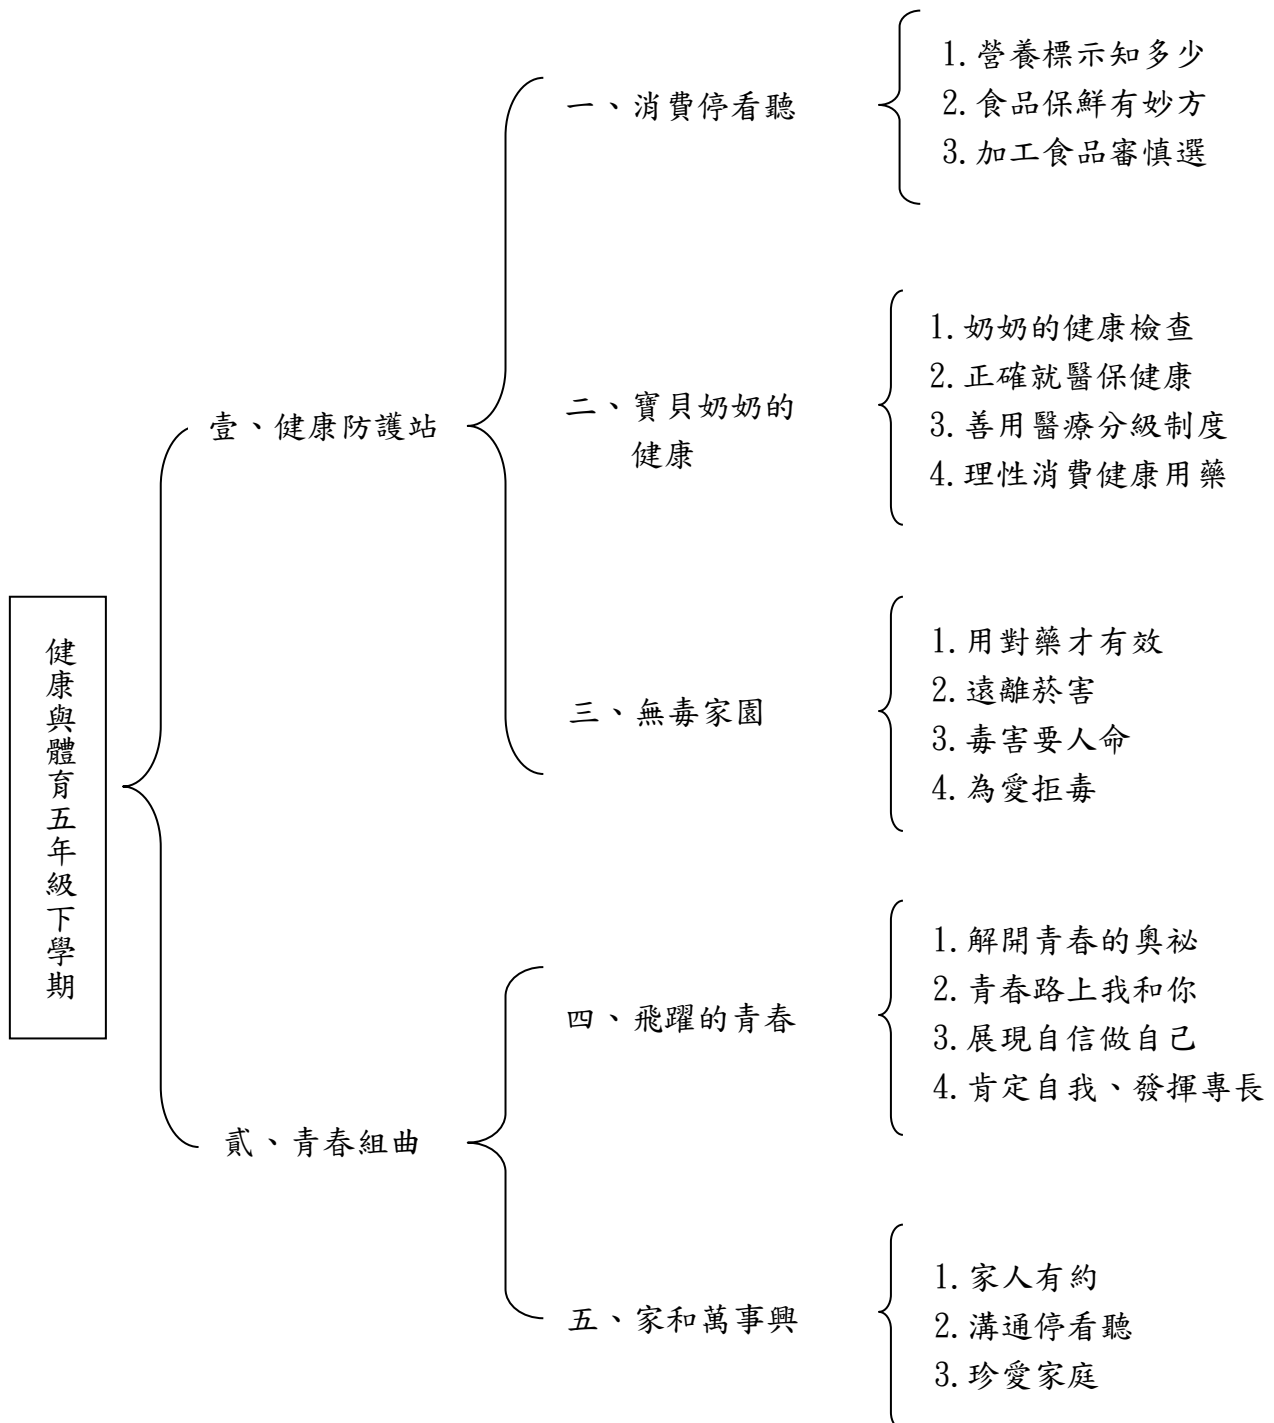 健康與體育五年級下學期
壹、健康防護站
一、消費停看聽
1.營養標示知多少
2.食品保鮮有妙方
3.加工食品審慎選
二、寶貝奶奶的
健康
1.奶奶的健康檢查
2.正確就醫保健康
3.善用醫療分級制度
4.理性消費健康用藥
三、無毒家園
1.用對藥才有效
2.遠離菸害
3.毒害要人命
4.為愛拒毒
貳、青春組曲
四、飛躍的青春
1.解開青春的奧祕
2.青春路上我和你
3.展現自信做自己
4.肯定自我、發揮專長
五、家和萬事興
1.家人有約
2.溝通停看聽
3.珍愛家庭